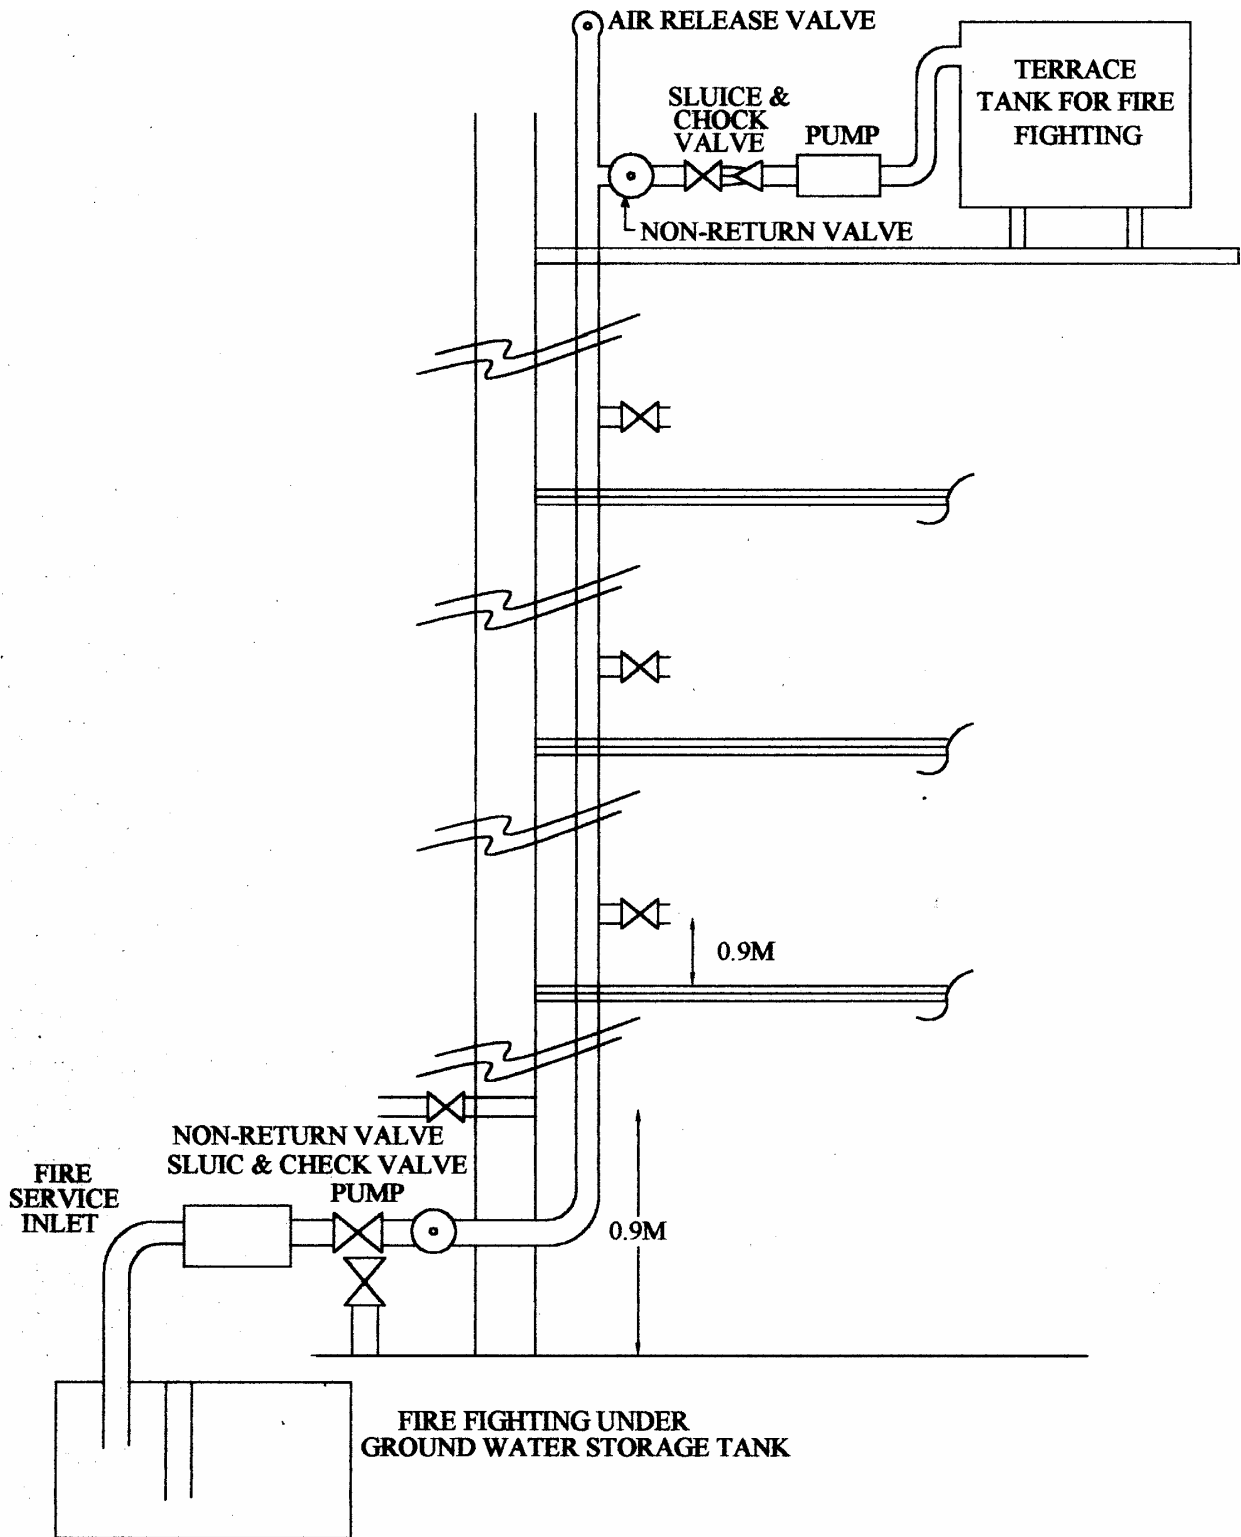 AIR RELEASE VALVE
TERRACE
TANK FOR FIRE
FIGHTING
SLUICE &
CHOCK
VALVE
PUMP
NON-RETURN VALVE
0.9M
NON-RETURN VALVE
SLUIC & CHECK VALVE
PUMP
FIRE
SERVICE
INLET
0.9M
FIRE FIGHTING UNDER
GROUND WATER STORAGE TANK